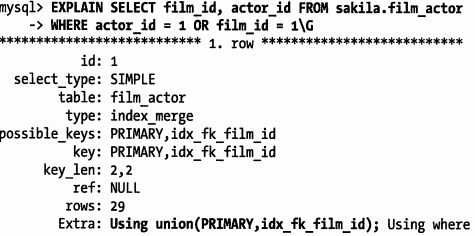 mysql> EXPLAIN SELECT film_id, actor_id FROM sakila.film_actor
-> WHERE actor_id = 1 OR film_id = 1\G
*************************** 1. row ***************************
id: 1
select_type: SIMPLE
table: film_actor
type: index_merge
possible_keys: PRIMARY,idx_fk_film_id
key: PRIMARY,idx_fk_film_id
key_len: 2,2
ref: NULL
rows: 29
Extra: Using union(PRIMARY,idx_fk_film_id); Using where